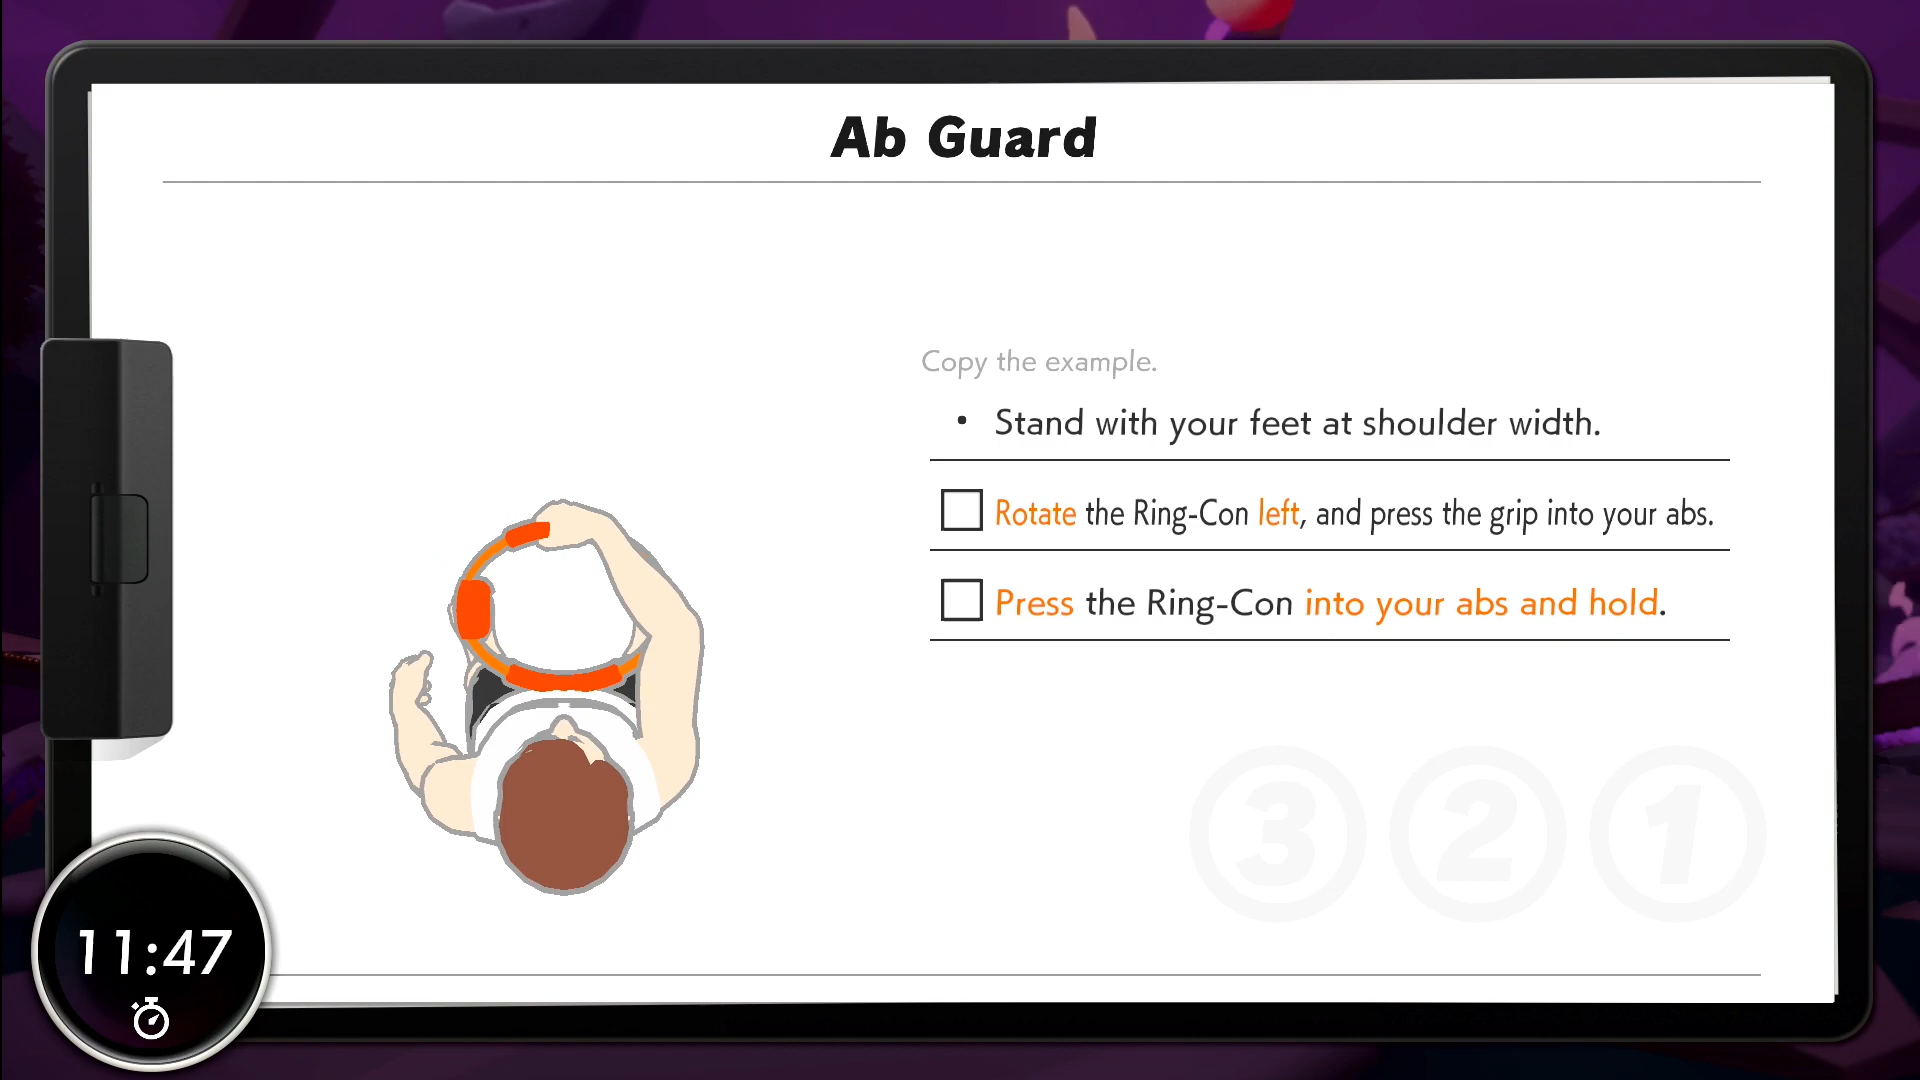 Ab Guard
Copy the example.
• Stand with your feet at shoulder width.
Rotate the Ring-Con left, and press the grip into your abs.
Press the Ring-Con into your abs and hold.
3 2 1
11:47